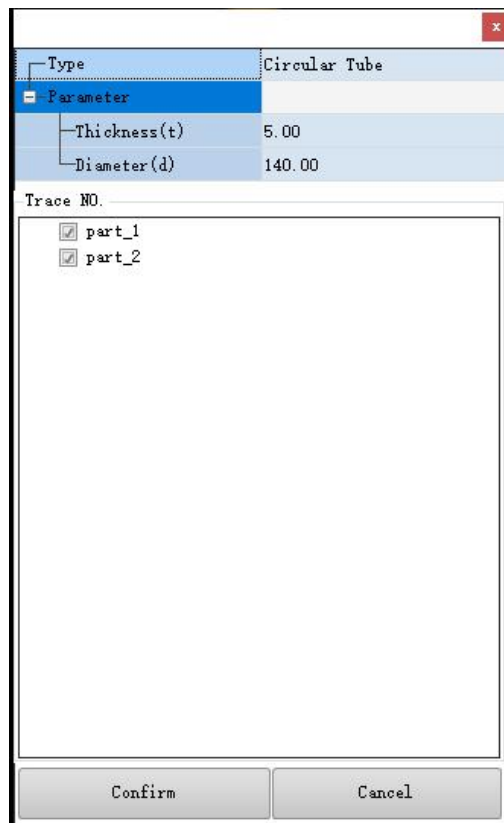 x
Type Circular Tube
Parameter
Thickness(t) 5.00
Diameter(d) 140.00
Trace NO.
part_1
part_2
Confirm Cancel